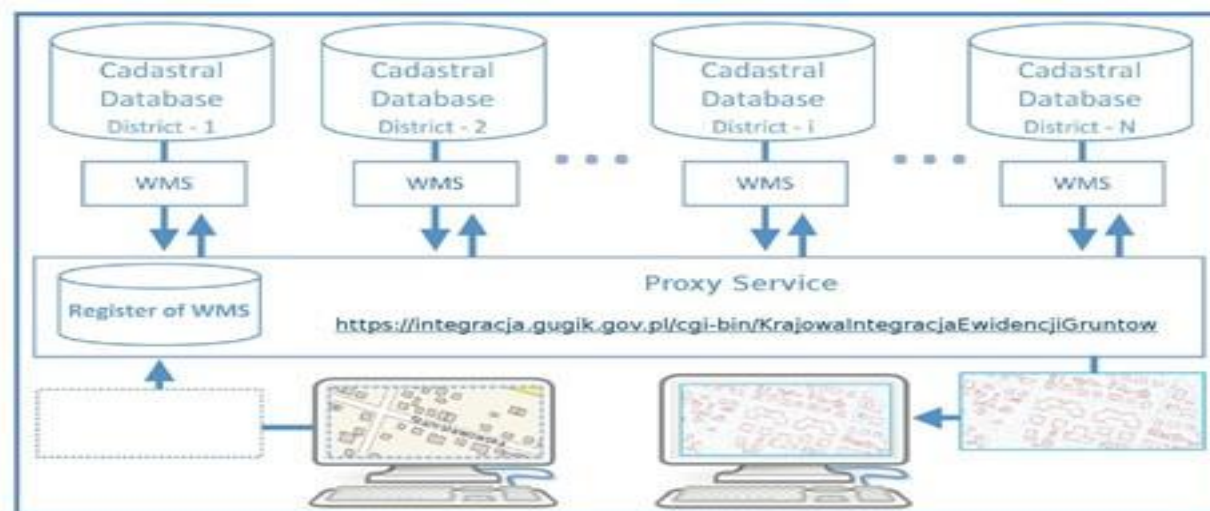 Cadastral
Database
District - 1
Cadastral
Database
District - 2
Cadastral
Database
District - i
Cadastral
Database
District - N
WMS
WMS
WMS
WMS
Register of WMS
Proxy Service
https://integracja.gugik.gov.pl/cgi-bin/KrajowaIntegracjaEwidencjiGruntow